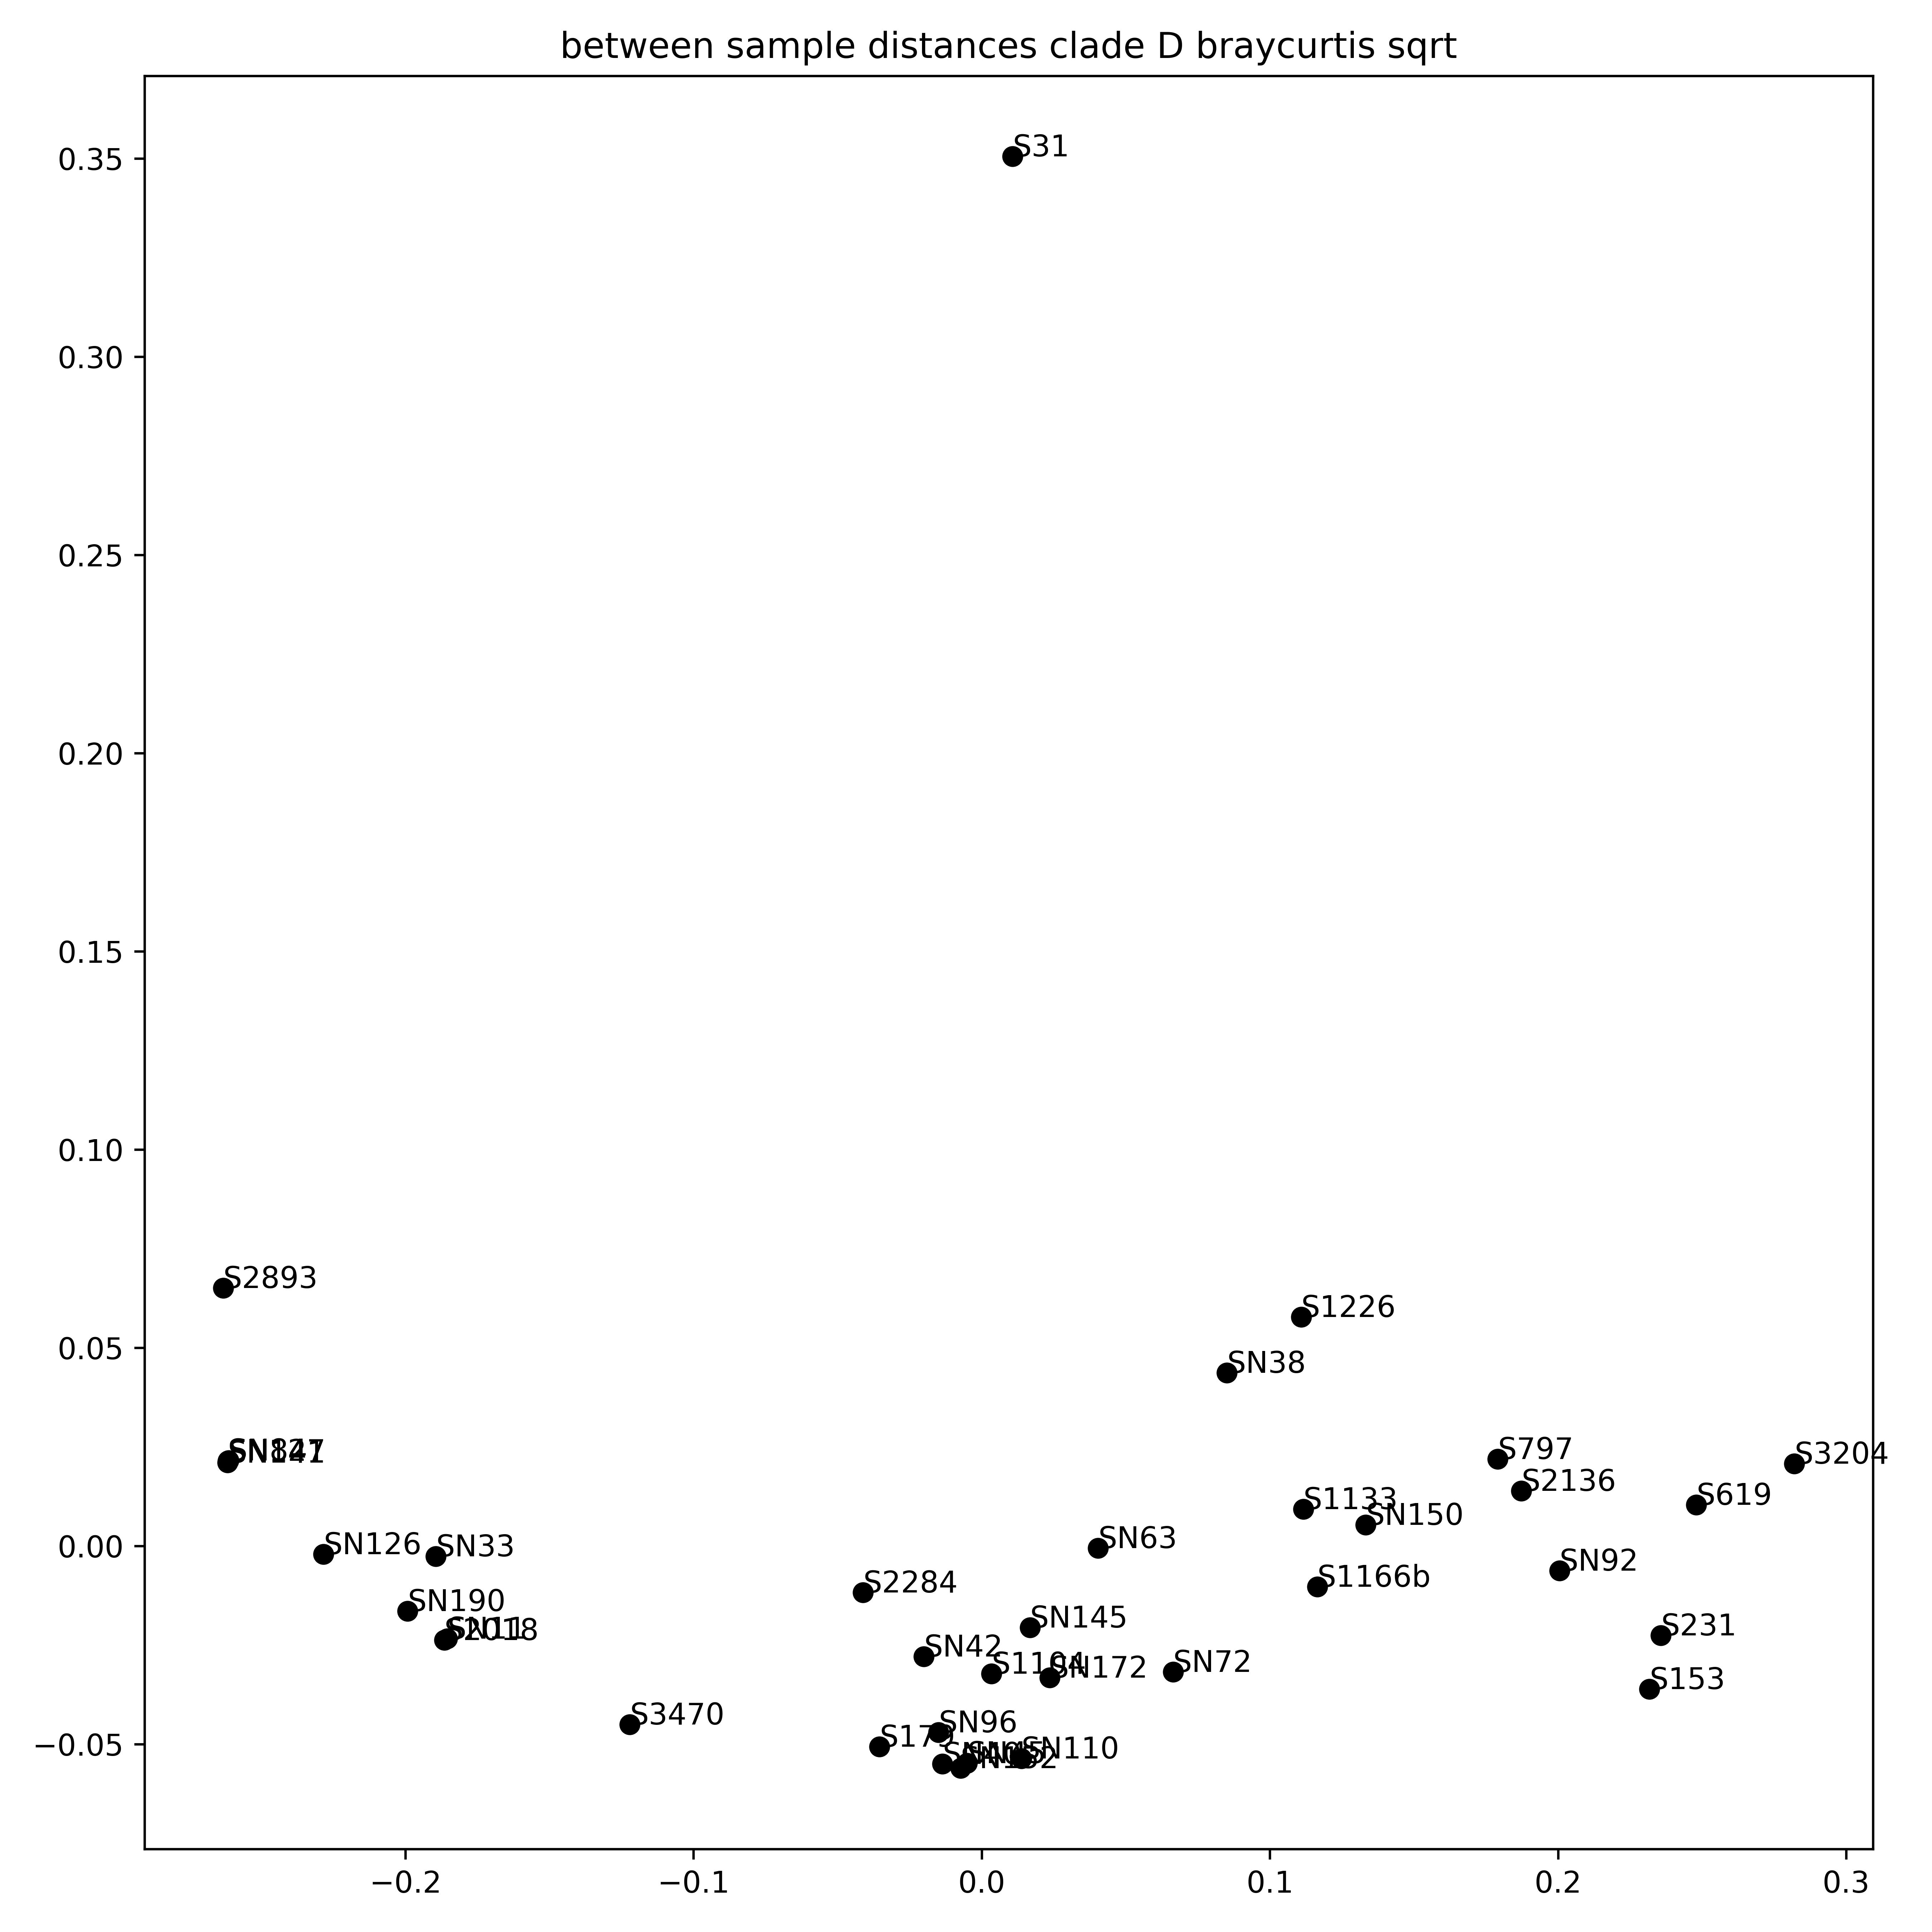 between sample distances clade D braycurtis sqrt
S31
0.35
0.30
0.25
0.20
0.15
0.10
S2893
S1226
0.05
SN38
S797
S3204
S2136
S619
S1133
SN150
0.00
SN126
SN33
SN63
SN92
S2284
S1166b
SN190
SN145
S231
S2018
SN42
S1104
SN172
SN72
S153
S3470
SN96
S179
−0.05
SN110
−0.2
−0.1
0.0
0.1
0.2
0.3